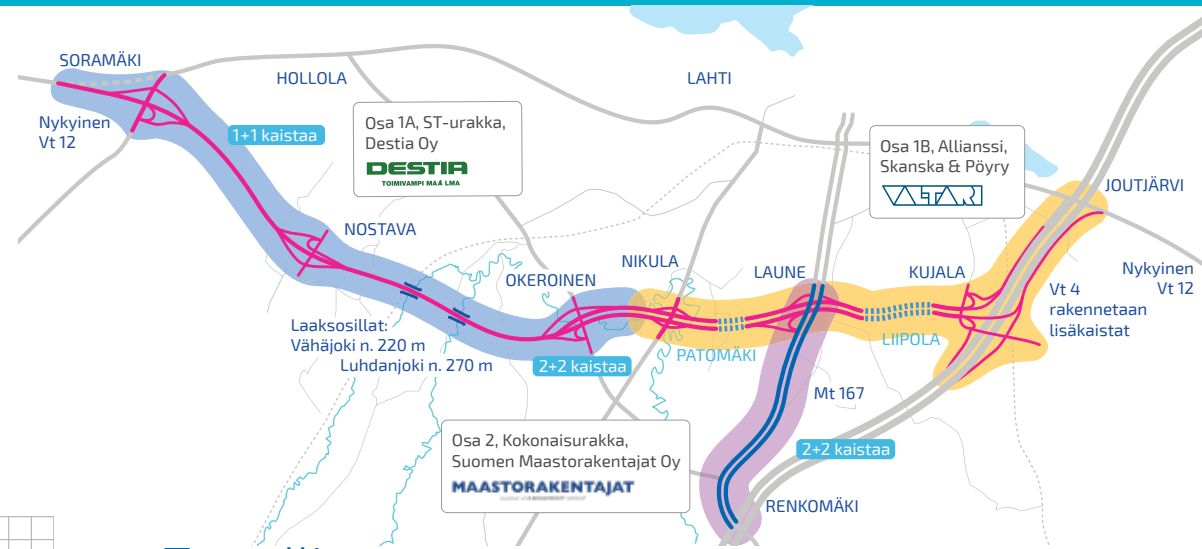 SORAMÄKI
HOLLOLA
LAHTI
Nykyinen
Vt 12
1+1 kaistaa
Osa 1A, ST-urakka,
Destia Oy
DESTIA
TOIMIVAMPI MAAILMA
Osa 1B, Allianssi,
Skanska & Pöyry
VALTARI
JOUTJÄRVI
NOSTAVA
OKEROINEN
NIKULA
LAUNE
KUJALA
Nykyinen
Vt 12
Vt 4
rakennetaan
lisäkaistat
Laaksosillat:
Vähäjoki n. 220 m
Luhdanjoki n. 270 m
2+2 kaistaa
PATOMÄKI
LIIPOLA
Mt 167
Osa 2, Kokonaisurakka,
Suomen Maastorakentajat Oy
MAASTORAKENTAJAT
2+2 kaistaa
RENKOMÄKI